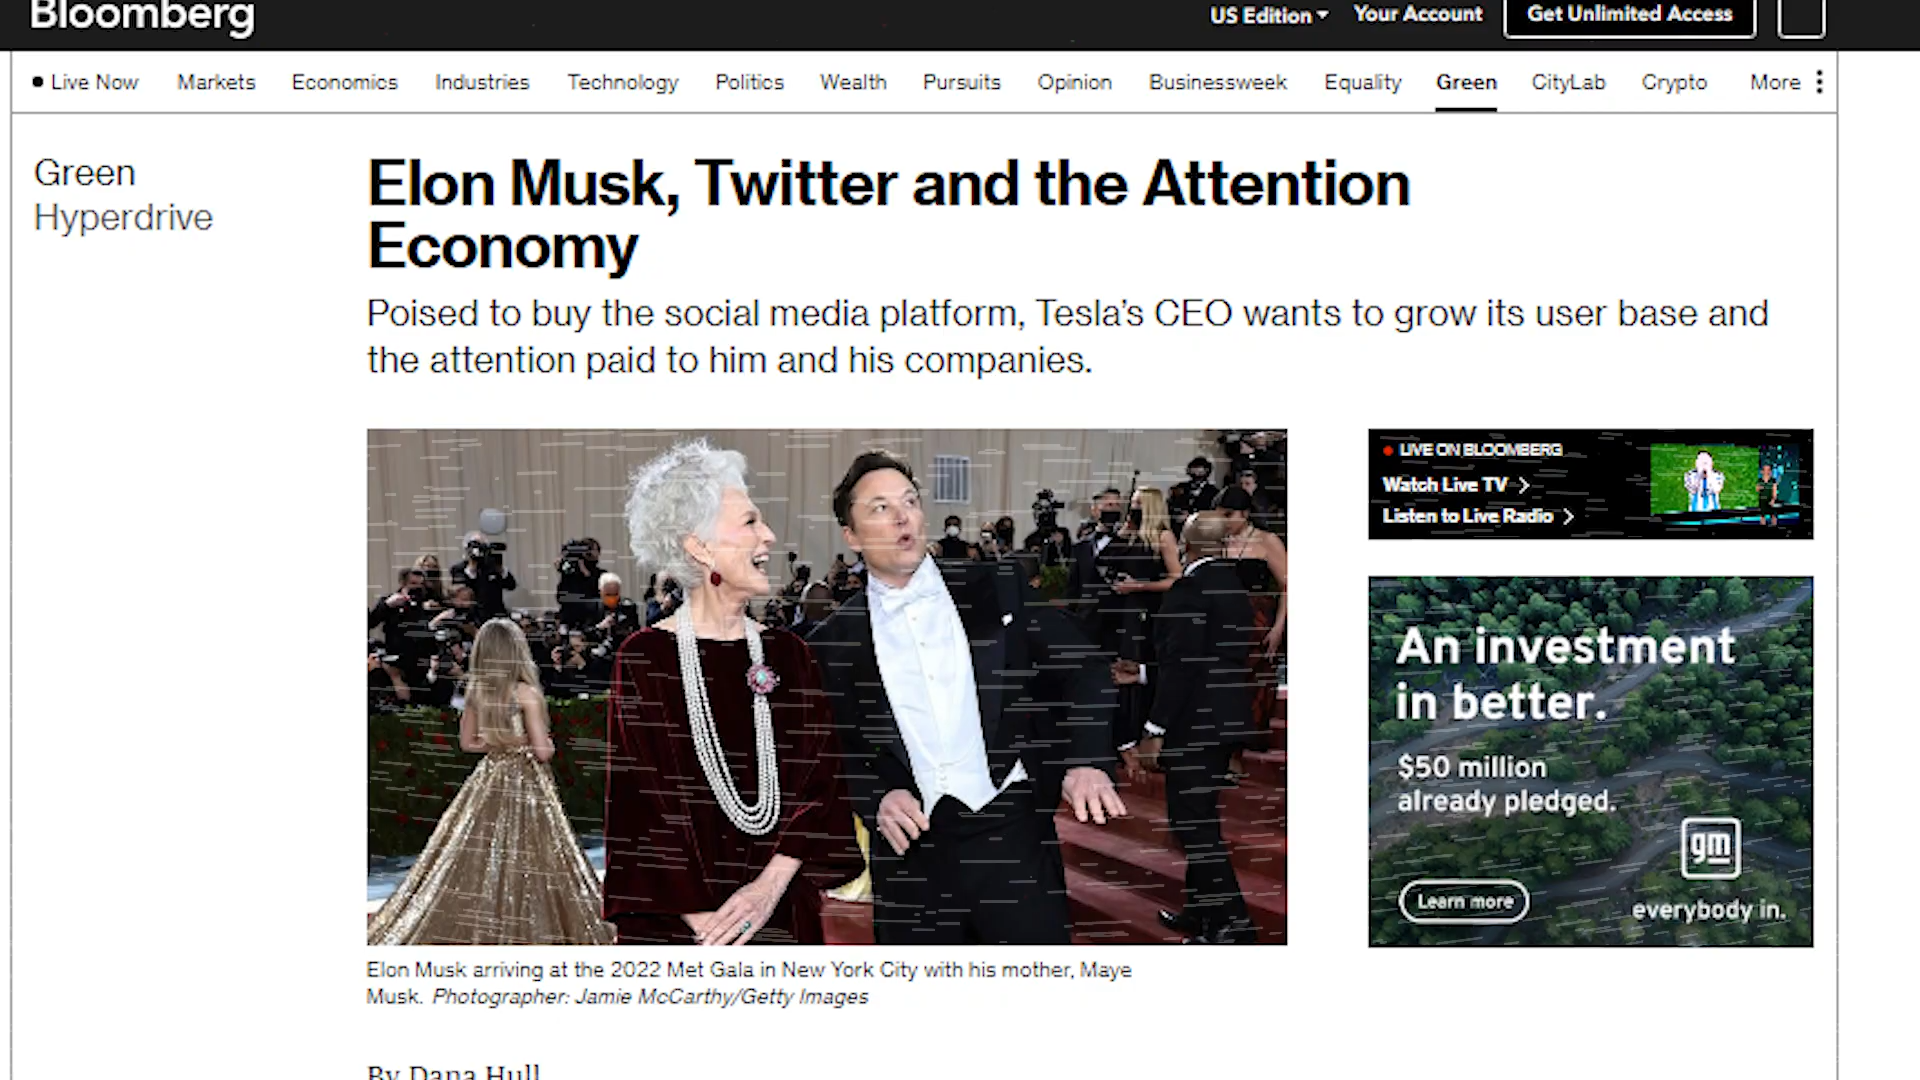 Bloomberg
US Edition Your Account Get Unlimited Access
Live Now Markets Economics Industries Technology Politics Wealth Pursuits Opinion Businessweek Equality Green CityLab Crypto More
Green
Hyperdrive
Elon Musk, Twitter and the Attention
Economy
Poised to buy the social media platform, Tesla's CEO wants to grow its user base and
the attention paid to him and his companies.
LIVE ON BLOOMBERG
Watch Live TV
Listen to Live Radio
An investment
in better.
$50 million
already pledged.
gm
Learn more
everybody in.
Elon Musk arriving at the 2022 Met Gala in New York City with his mother, Maye
Musk. Photographer: Jamie McCarthy/Getty Images
By Dana Hull